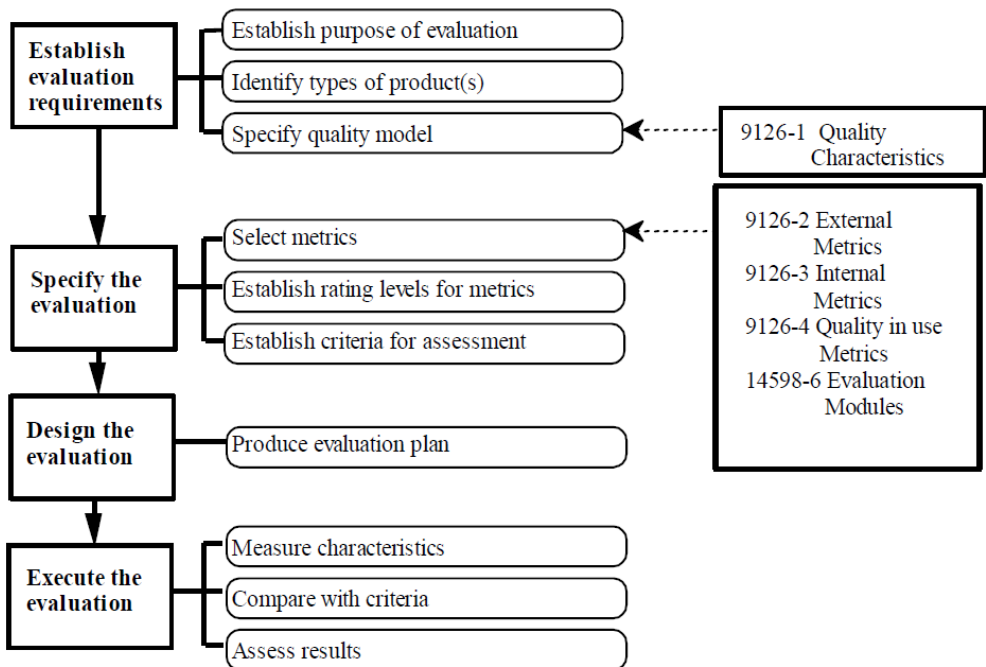 Establish
evaluation
requirements
Establish purpose of evaluation
Identify types of product(s)
Specify quality model
9126-1 Quality
Characteristics
Specify the
evaluation
Select metrics
Establish rating levels for metrics
Establish criteria for assessment
9126-2 External
Metrics
9126-3 Internal
Metrics
9126-4 Quality in use
Metrics
14598-6 Evaluation
Modules
Design the
evaluation
Produce evaluation plan
Execute the
evaluation
Measure characteristics
Compare with criteria
Assess results